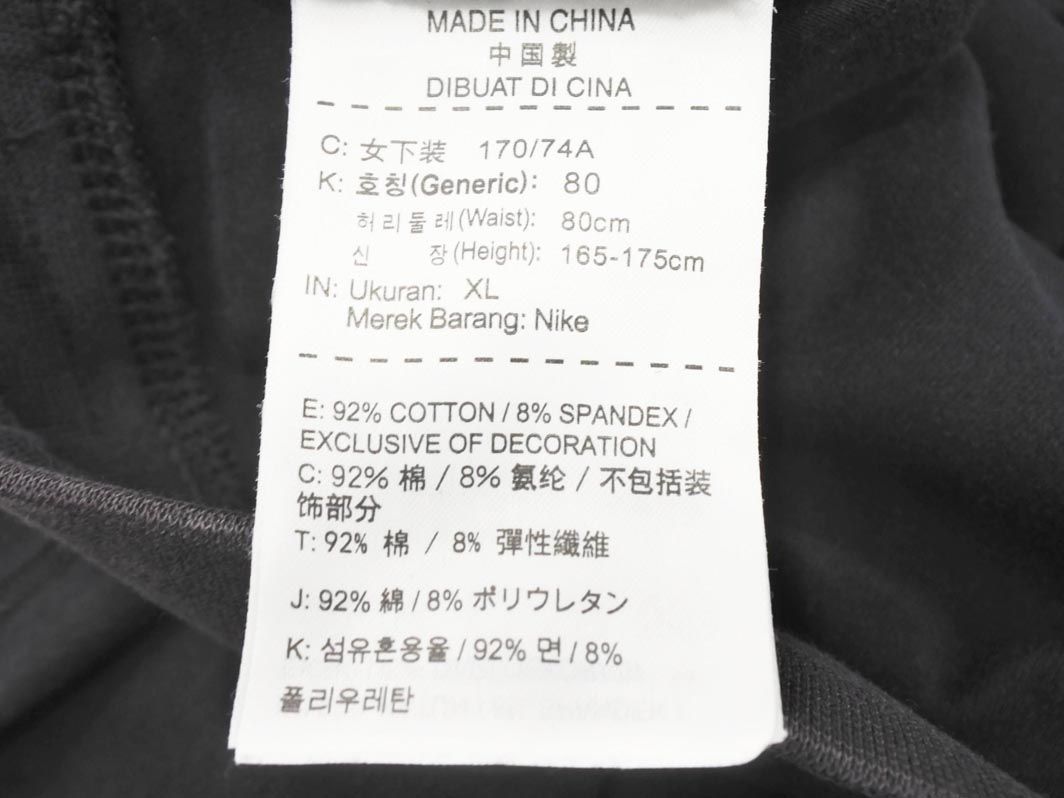 MADE IN CHINA
中国製
DIBUAT DI CINA
C: 女下装 170/74A
K: 호칭(Generic): 80
허리둘레(Waist): 80cm
신 장(Height): 165-175cm
IN: Ukuran: XL
Merek Barang: Nike
E: 92% COTTON / 8% SPANDEX /
EXCLUSIVE OF DECORATION
C: 92% 棉 / 8% 氨纶 / 不包括装
饰部分
T: 92% 棉 / 8% 彈性纖維
J: 92% 綿 / 8% ポリウレタン
K: 섬유혼용율 / 92% 면 / 8%
폴리우레탄